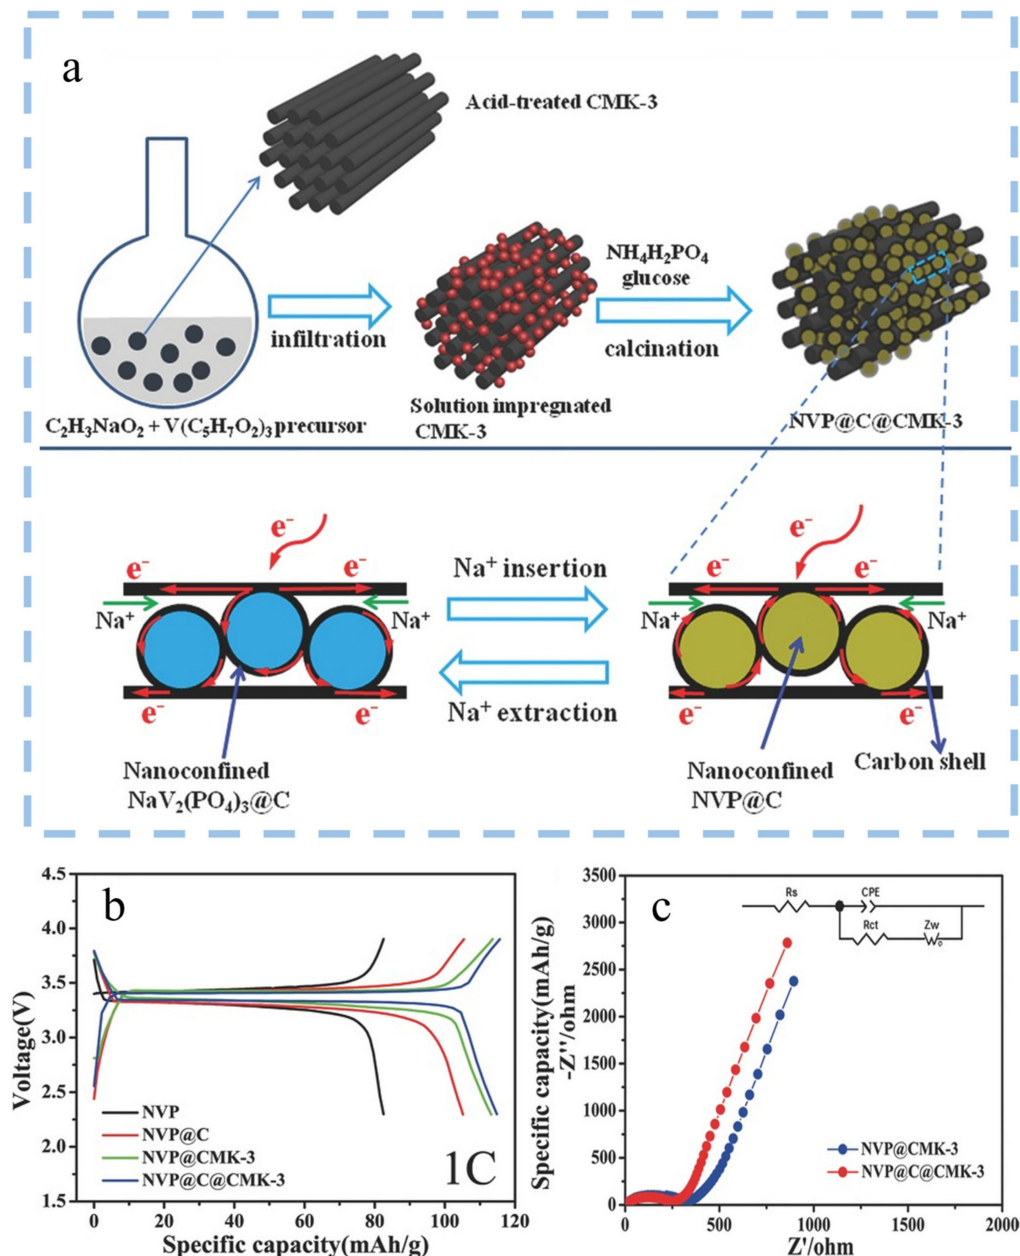 a
Acid-treated CMK-3
NH₄H₂PO₄
glucose
infiltration
calcination
C₂H₃NaO₂ + V(C₅H₇O₂)₃ precursor
Solution impregnated
CMK-3
NVP@C@CMK-3
e⁻
e⁻
e⁻
Na⁺
Na⁺
e⁻
e⁻
Na⁺ insertion
Na⁺ extraction
e⁻
e⁻
e⁻
Na⁺
Na⁺
e⁻
e⁻
Nanoconfined
NaV₂(PO₄)₃@C
Nanoconfined
NVP@C
Carbon shell
b
Voltage(V)
4.5
4.0
3.5
3.0
2.5
2.0
1.5
NVP
NVP@C
NVP@CMK-3
NVP@C@CMK-3
1C
0 20 40 60 80 100 120
Specific capacity(mAh/g)
c
Specific capacity(mAh/g)
-Z''/ohm
3500
3000
2500
2000
1500
1000
500
0
Rs
CPE
Rct
Zw
NVP@CMK-3
NVP@C@CMK-3
0 500 1000 1500 2000
Z'/ohm